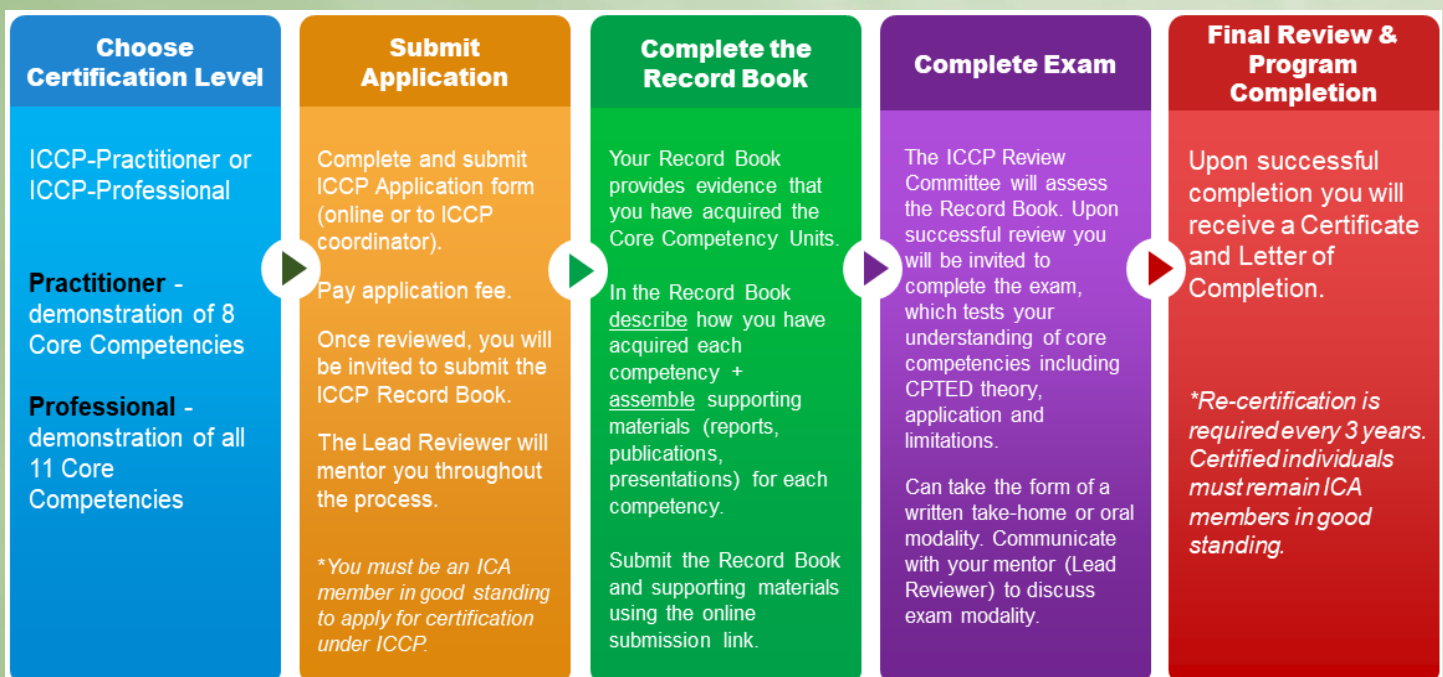 Choose
Certification Level
ICCP-Practitioner or
ICCP-Professional
Practitioner -
demonstration of 8
Core Competencies
Professional -
demonstration of all
11 Core
Competencies
Submit
Application
Complete and submit
ICCP Application form
(online or to ICCP
coordinator).
Pay application fee.
Once reviewed, you will
be invited to submit the
ICCP Record Book.
The Lead Reviewer will
mentor you throughout
the process.
*You must be an ICA
member in good standing
to apply for certification
under ICCP.
Complete the
Record Book
Your Record Book
provides evidence that
you have acquired the
Core Competency Units.
In the Record Book
describe how you have
acquired each
competency +
assemble supporting
materials (reports,
publications,
presentations) for each
competency.
Submit the Record Book
and supporting materials
using the online
submission link.
Complete Exam
The ICCP Review
Committee will assess
the Record Book. Upon
successful review you
will be invited to
complete the exam,
which tests your
understanding of core
competencies including
CPTED theory,
application and
limitations.
Can take the form of a
written take-home or oral
modality. Communicate
with your mentor (Lead
Reviewer) to discuss
exam modality.
Final Review &
Program
Completion
Upon successful
completion you will
receive a Certificate
and Letter of
Completion.
*Re-certification is
required every 3 years.
Certified individuals
must remain ICA
members in good
standing.